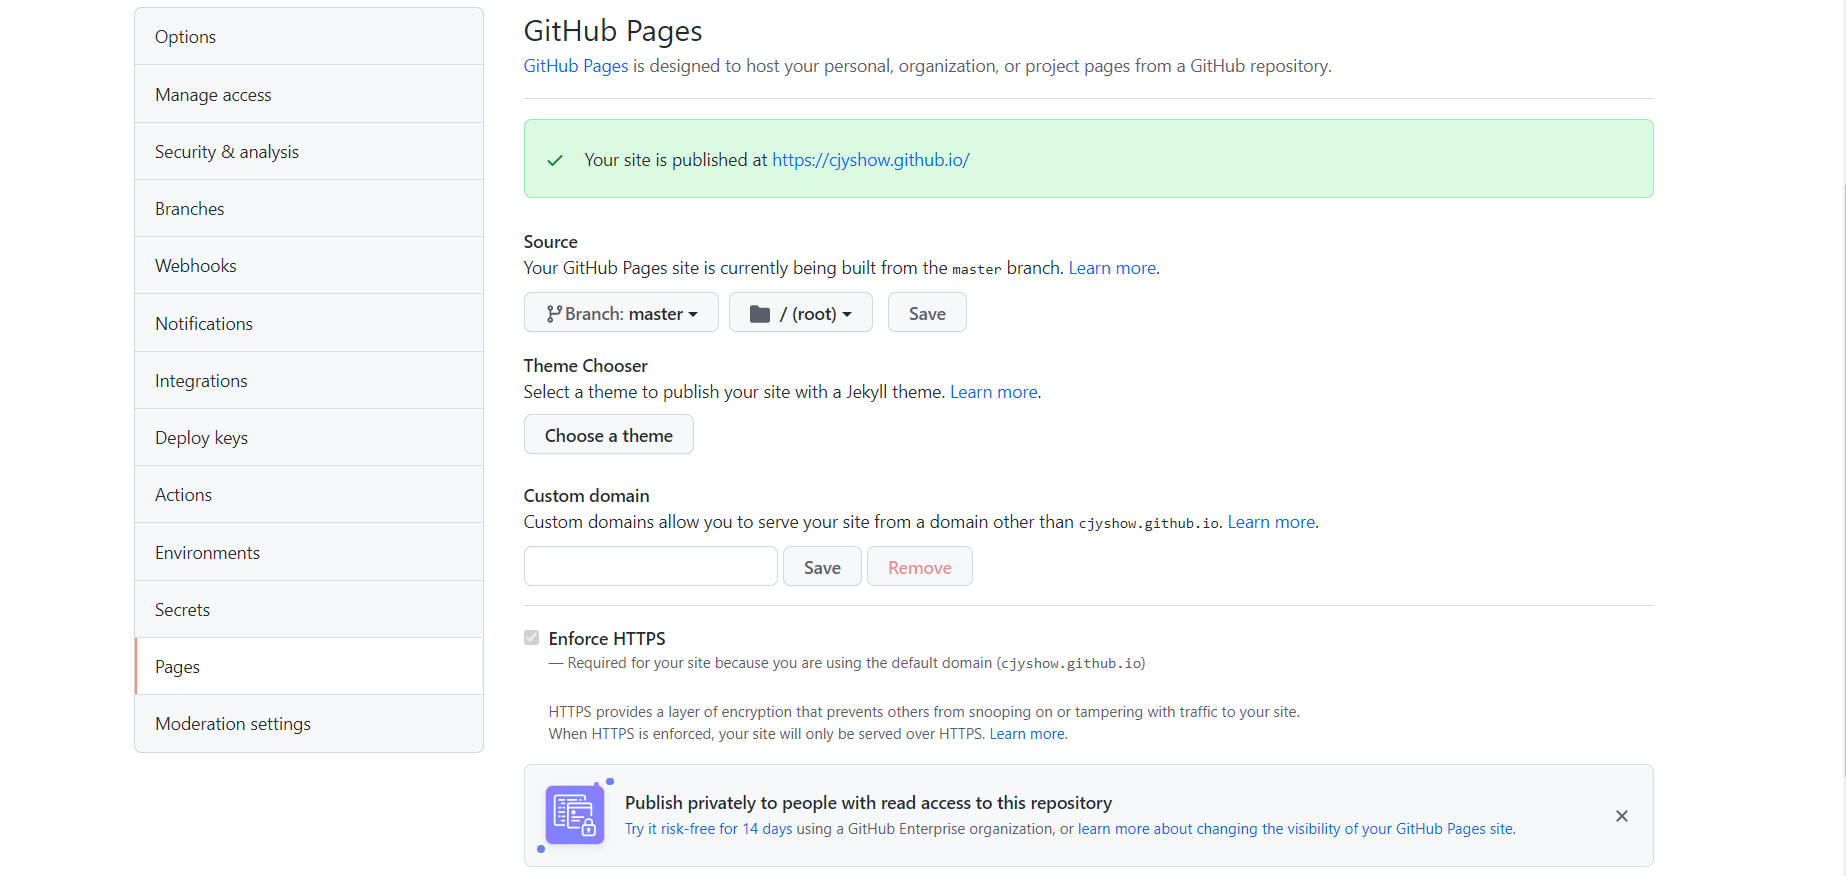 Options
Manage access
Security & analysis
Branches
Webhooks
Notifications
Integrations
Deploy keys
Actions
Environments
Secrets
Pages
Moderation settings
GitHub Pages
GitHub Pages is designed to host your personal, organization, or project pages from a GitHub repository.
Your site is published at https://cjyshow.github.io/
Source
Your GitHub Pages site is currently being built from the master branch. Learn more.
Branch: master
/ (root)
Save
Theme Chooser
Select a theme to publish your site with a Jekyll theme. Learn more.
Choose a theme
Custom domain
Custom domains allow you to serve your site from a domain other than cjyshow.github.io. Learn more.
Save
Remove
Enforce HTTPS
— Required for your site because you are using the default domain (cjyshow.github.io)
HTTPS provides a layer of encryption that prevents others from snooping on or tampering with traffic to your site.
When HTTPS is enforced, your site will only be served over HTTPS. Learn more.
Publish privately to people with read access to this repository
Try it risk-free for 14 days using a GitHub Enterprise organization, or learn more about changing the visibility of your GitHub Pages site.